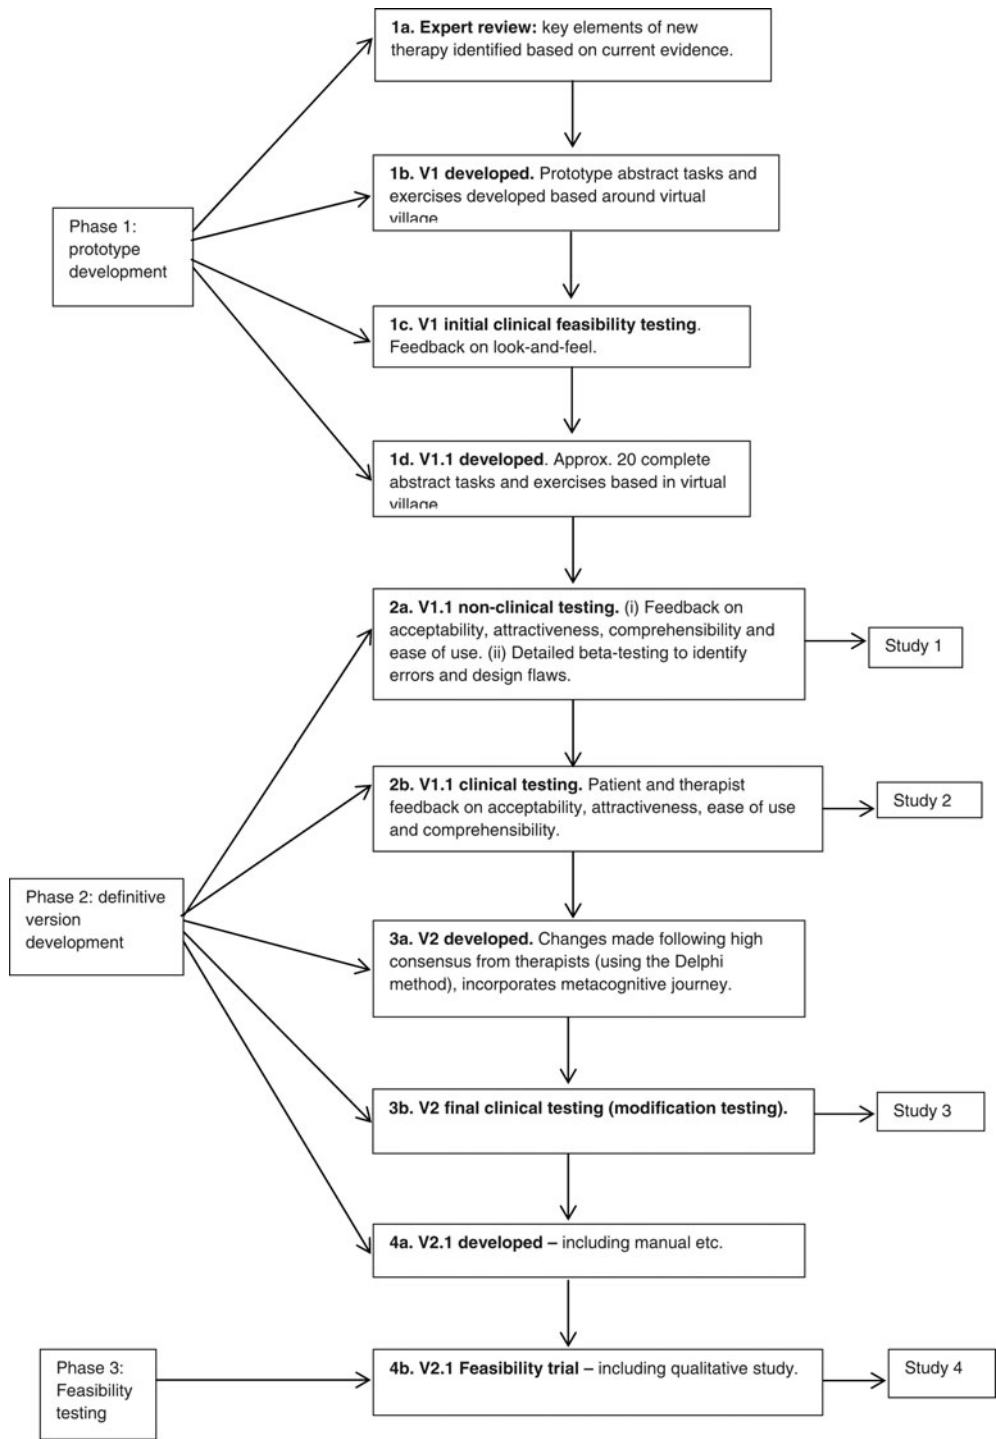 1a. Expert review: key elements of new
therapy identified based on current evidence.
1b. V1 developed. Prototype abstract tasks and
exercises developed based around virtual
village
Phase 1:
prototype
development
1c. V1 initial clinical feasibility testing.
Feedback on look-and-feel.
1d. V1.1 developed. Approx. 20 complete
abstract tasks and exercises based in virtual
village
2a. V1.1 non-clinical testing. (i) Feedback on
acceptability, attractiveness, comprehensibility and
ease of use. (ii) Detailed beta-testing to identify
errors and design flaws.
Study 1
2b. V1.1 clinical testing. Patient and therapist
feedback on acceptability, attractiveness, ease of use
and comprehensibility.
Study 2
Phase 2: definitive
version
development
3a. V2 developed. Changes made following high
consensus from therapists (using the Delphi
method), incorporates metacognitive journey.
3b. V2 final clinical testing (modification testing).
Study 3
4a. V2.1 developed – including manual etc.
Phase 3:
Feasibility
testing
4b. V2.1 Feasibility trial – including qualitative study.
Study 4